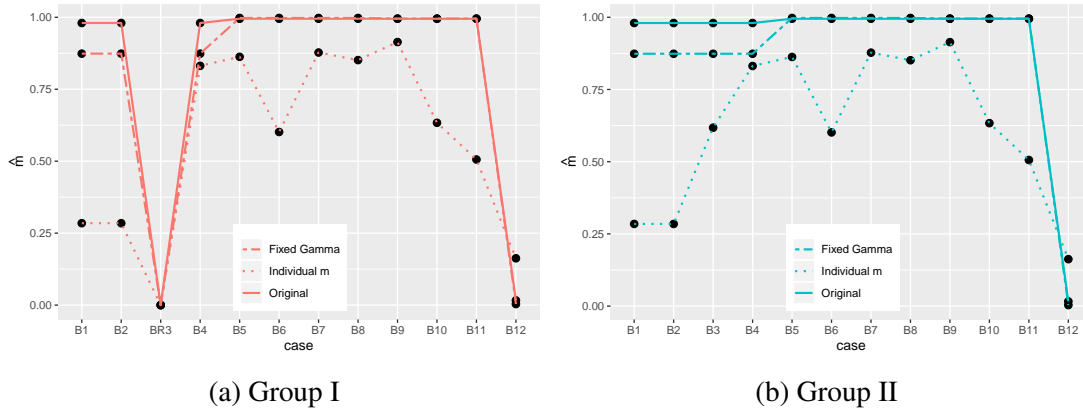 1.00
0.75
0.50
0.25
0.00
m̂
B1 B2 BR3 B4 B5 B6 B7 B8 B9 B10 B11 B12
case
Fixed Gamma
Individual m
Original
(a) Group I
1.00
0.75
0.50
0.25
0.00
m̂
B1 B2 B3 B4 B5 B6 B7 B8 B9 B10 B11 B12
case
Fixed Gamma
Individual m
Original
(b) Group II